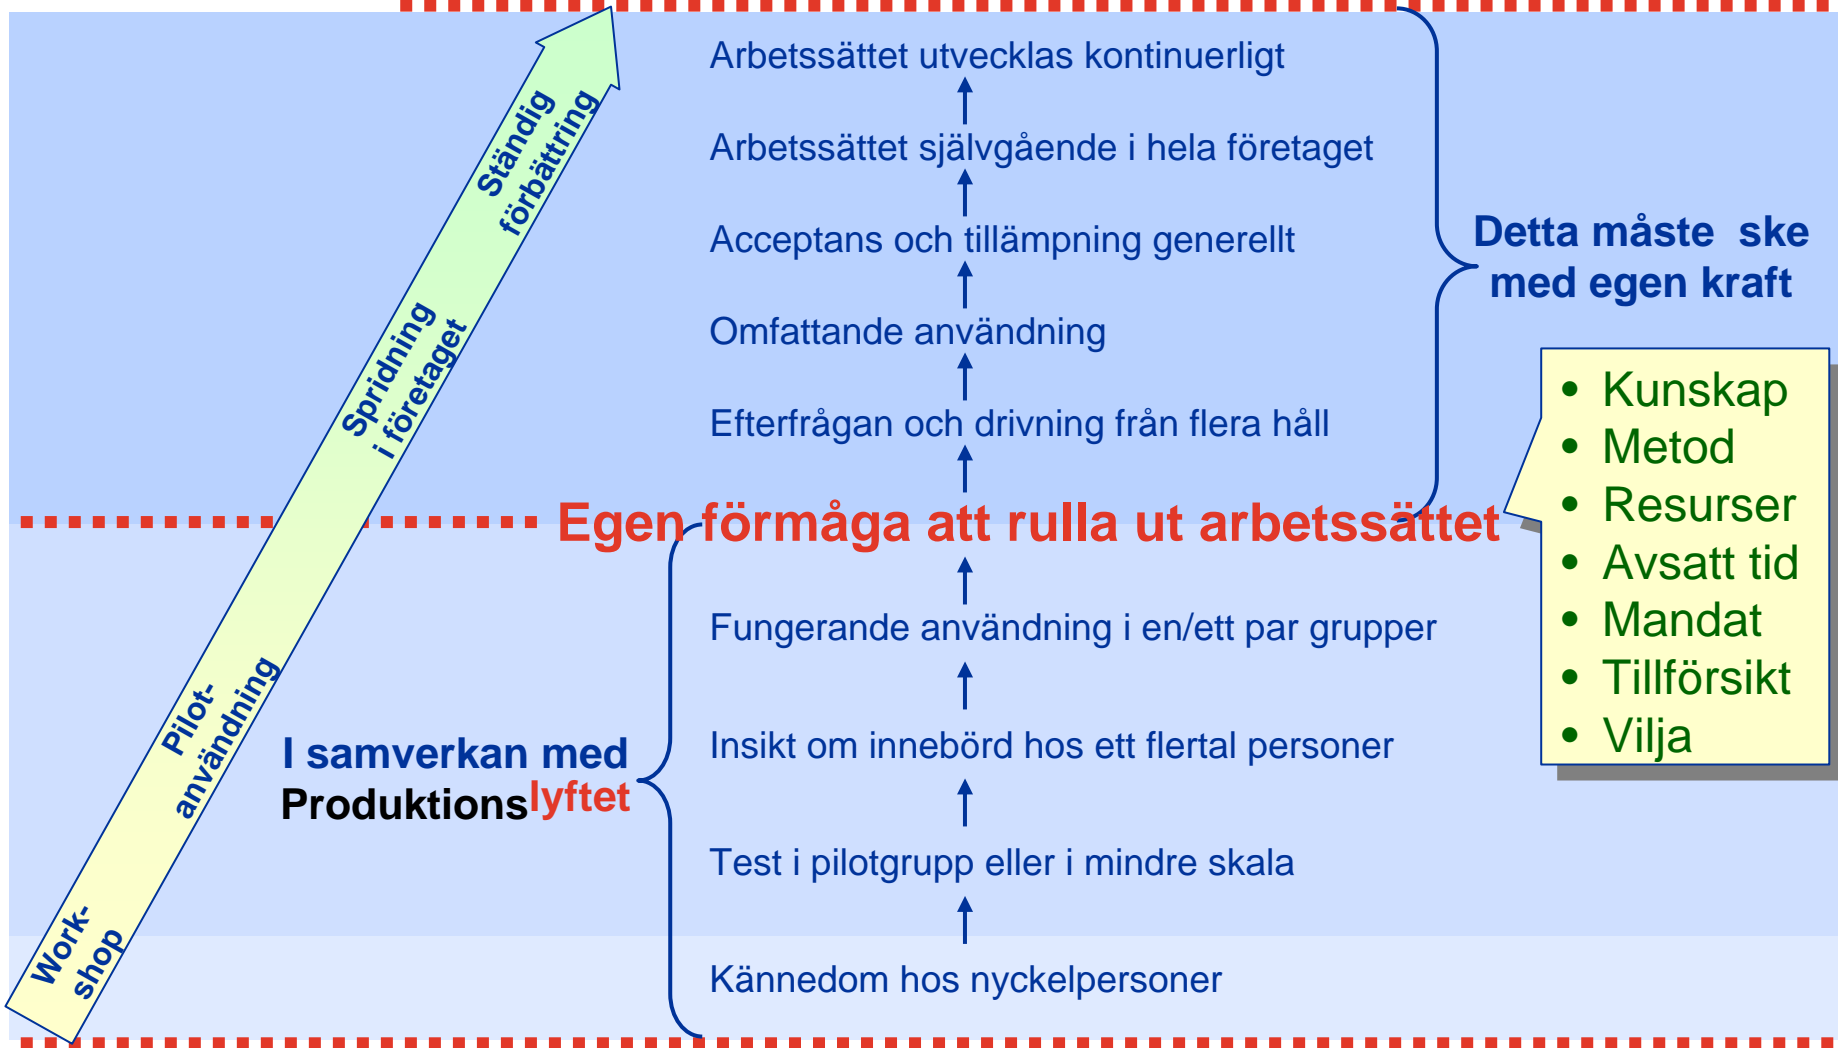 Arbetssättet utvecklas kontinuerligt
Arbetssättet självgående i hela företaget
Acceptans och tillämpning generellt
Omfattande användning
Efterfrågan och drivning från flera håll
Egen förmåga att rulla ut arbetssättet
Fungerande användning i en/ett par grupper
Insikt om innebörd hos ett flertal personer
Test i pilotgrupp eller i mindre skala
Kännedom hos nyckelpersoner
Ständig
förbättring
Spridning
i företaget
Pilot-
användning
Work-
shop
I samverkan med
Produktionslyftet
Detta måste  ske
med egen kraft
• Kunskap
• Metod
• Resurser
• Avsatt tid
• Mandat
• Tillförsikt
• Vilja